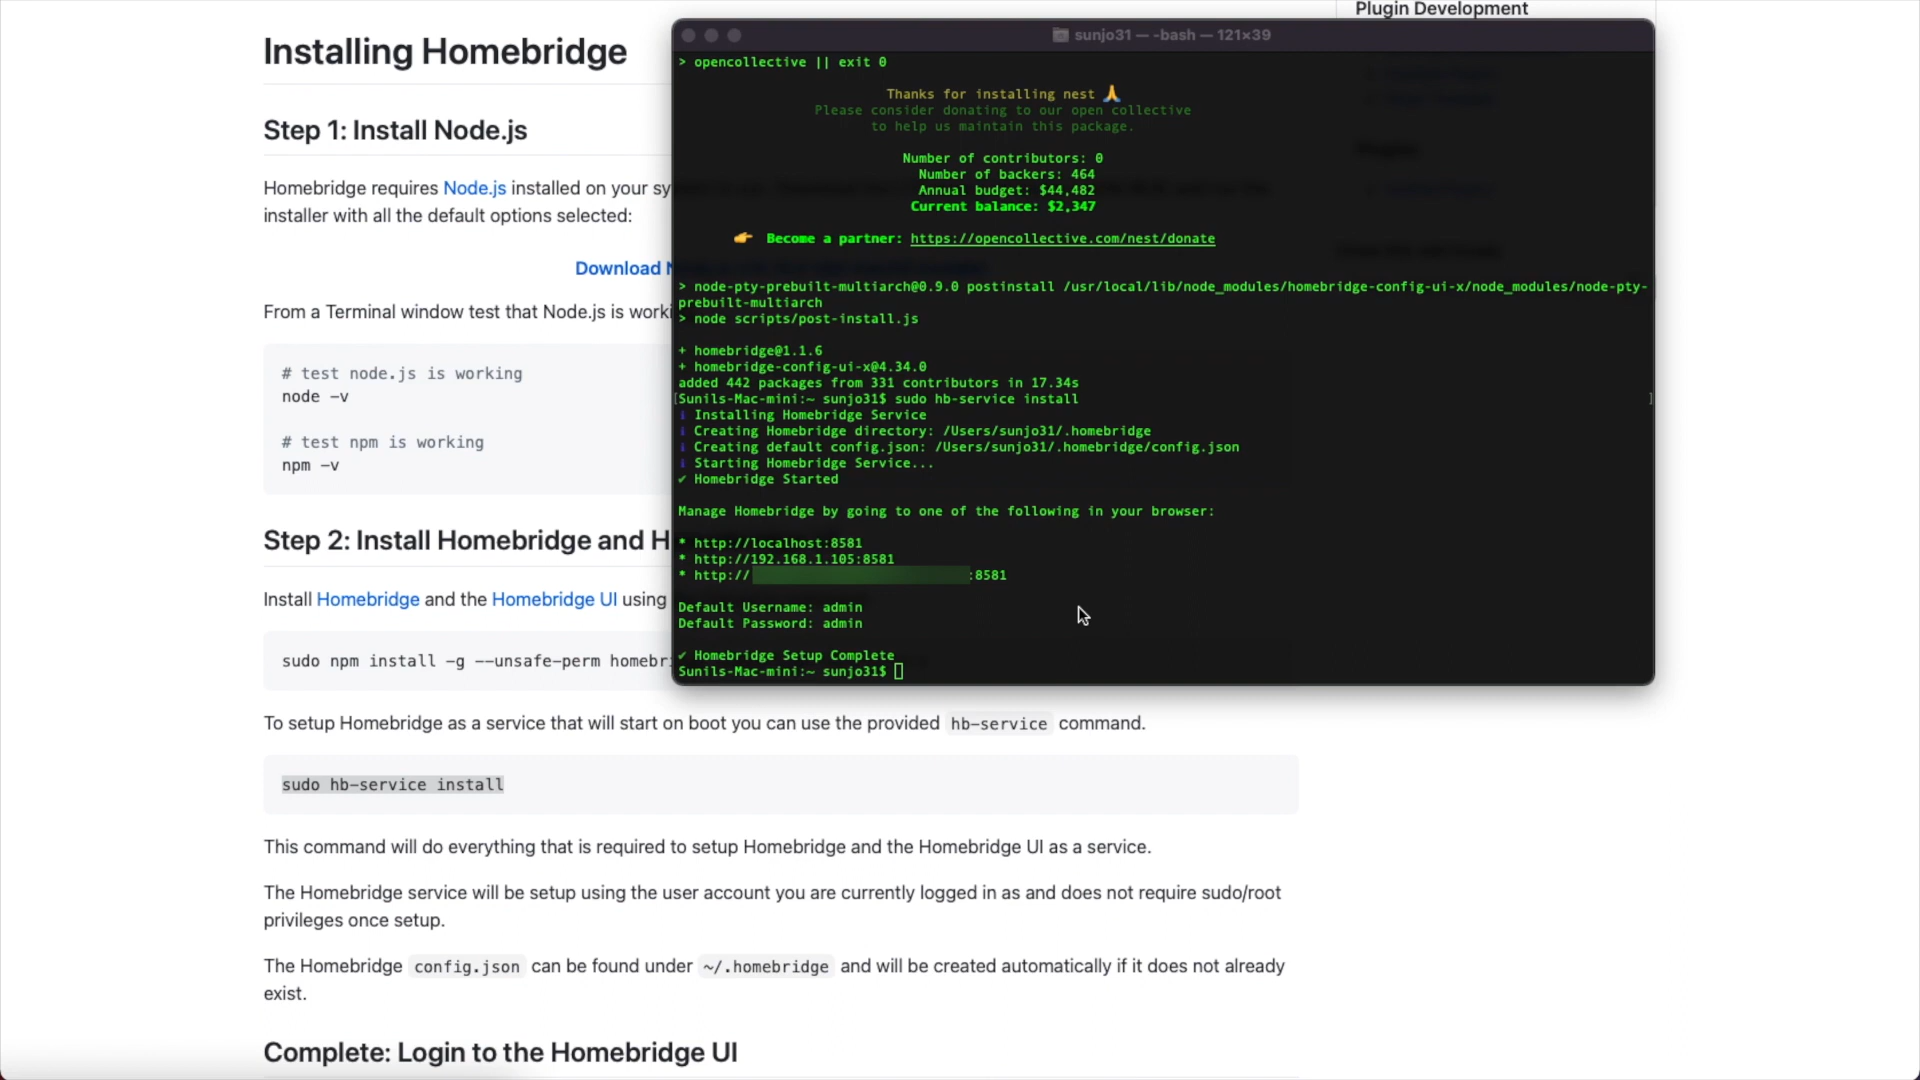 Plugin Development
Installing Homebridge
Step 1: Install Node.js
Homebridge requires Node.js installed on your sy
installer with all the default options selected:
Download
From a Terminal window test that Node.js is worki
# test node.js is working
node -v
# test npm is working
npm -v
Step 2: Install Homebridge and H
Install Homebridge and the Homebridge UI using
sudo npm install -g --unsafe-perm homebri
To setup Homebridge as a service that will start on boot you can use the provided hb-service command.
sudo hb-service install
This command will do everything that is required to setup Homebridge and the Homebridge UI as a service.
The Homebridge service will be setup using the user account you are currently logged in as and does not require sudo/root
privileges once setup.
The Homebridge config.json can be found under ~/.homebridge and will be created automatically if it does not already
exist.
Complete: Login to the Homebridge UI
sunjo31 — -bash — 121×39
> opencollective || exit 0
Thanks for installing nest 🙏
Please consider donating to our open collective
to help us maintain this package.
Number of contributors: 0
Number of backers: 464
Annual budget: $44,482
Current balance: $2,347
👉 Become a partner: https://opencollective.com/nest/donate
> node-pty-prebuilt-multiarch@0.9.0 postinstall /usr/local/lib/node_modules/homebridge-config-ui-x/node_modules/node-pty-
prebuilt-multiarch
> node scripts/post-install.js
+ homebridge@1.1.6
+ homebridge-config-ui-x@4.34.0
added 442 packages from 331 contributors in 17.34s
[Sunils-Mac-mini:~ sunjo31$ sudo hb-service install ]
ℹ Installing Homebridge Service
ℹ Creating Homebridge directory: /Users/sunjo31/.homebridge
ℹ Creating default config.json: /Users/sunjo31/.homebridge/config.json
ℹ Starting Homebridge Service...
✔ Homebridge Started
Manage Homebridge by going to one of the following in your browser:
* http://localhost:8581
* http://192.168.1.105:8581
* http:// :8581
Default Username: admin
Default Password: admin
✔ Homebridge Setup Complete
Sunils-Mac-mini:~ sunjo31$